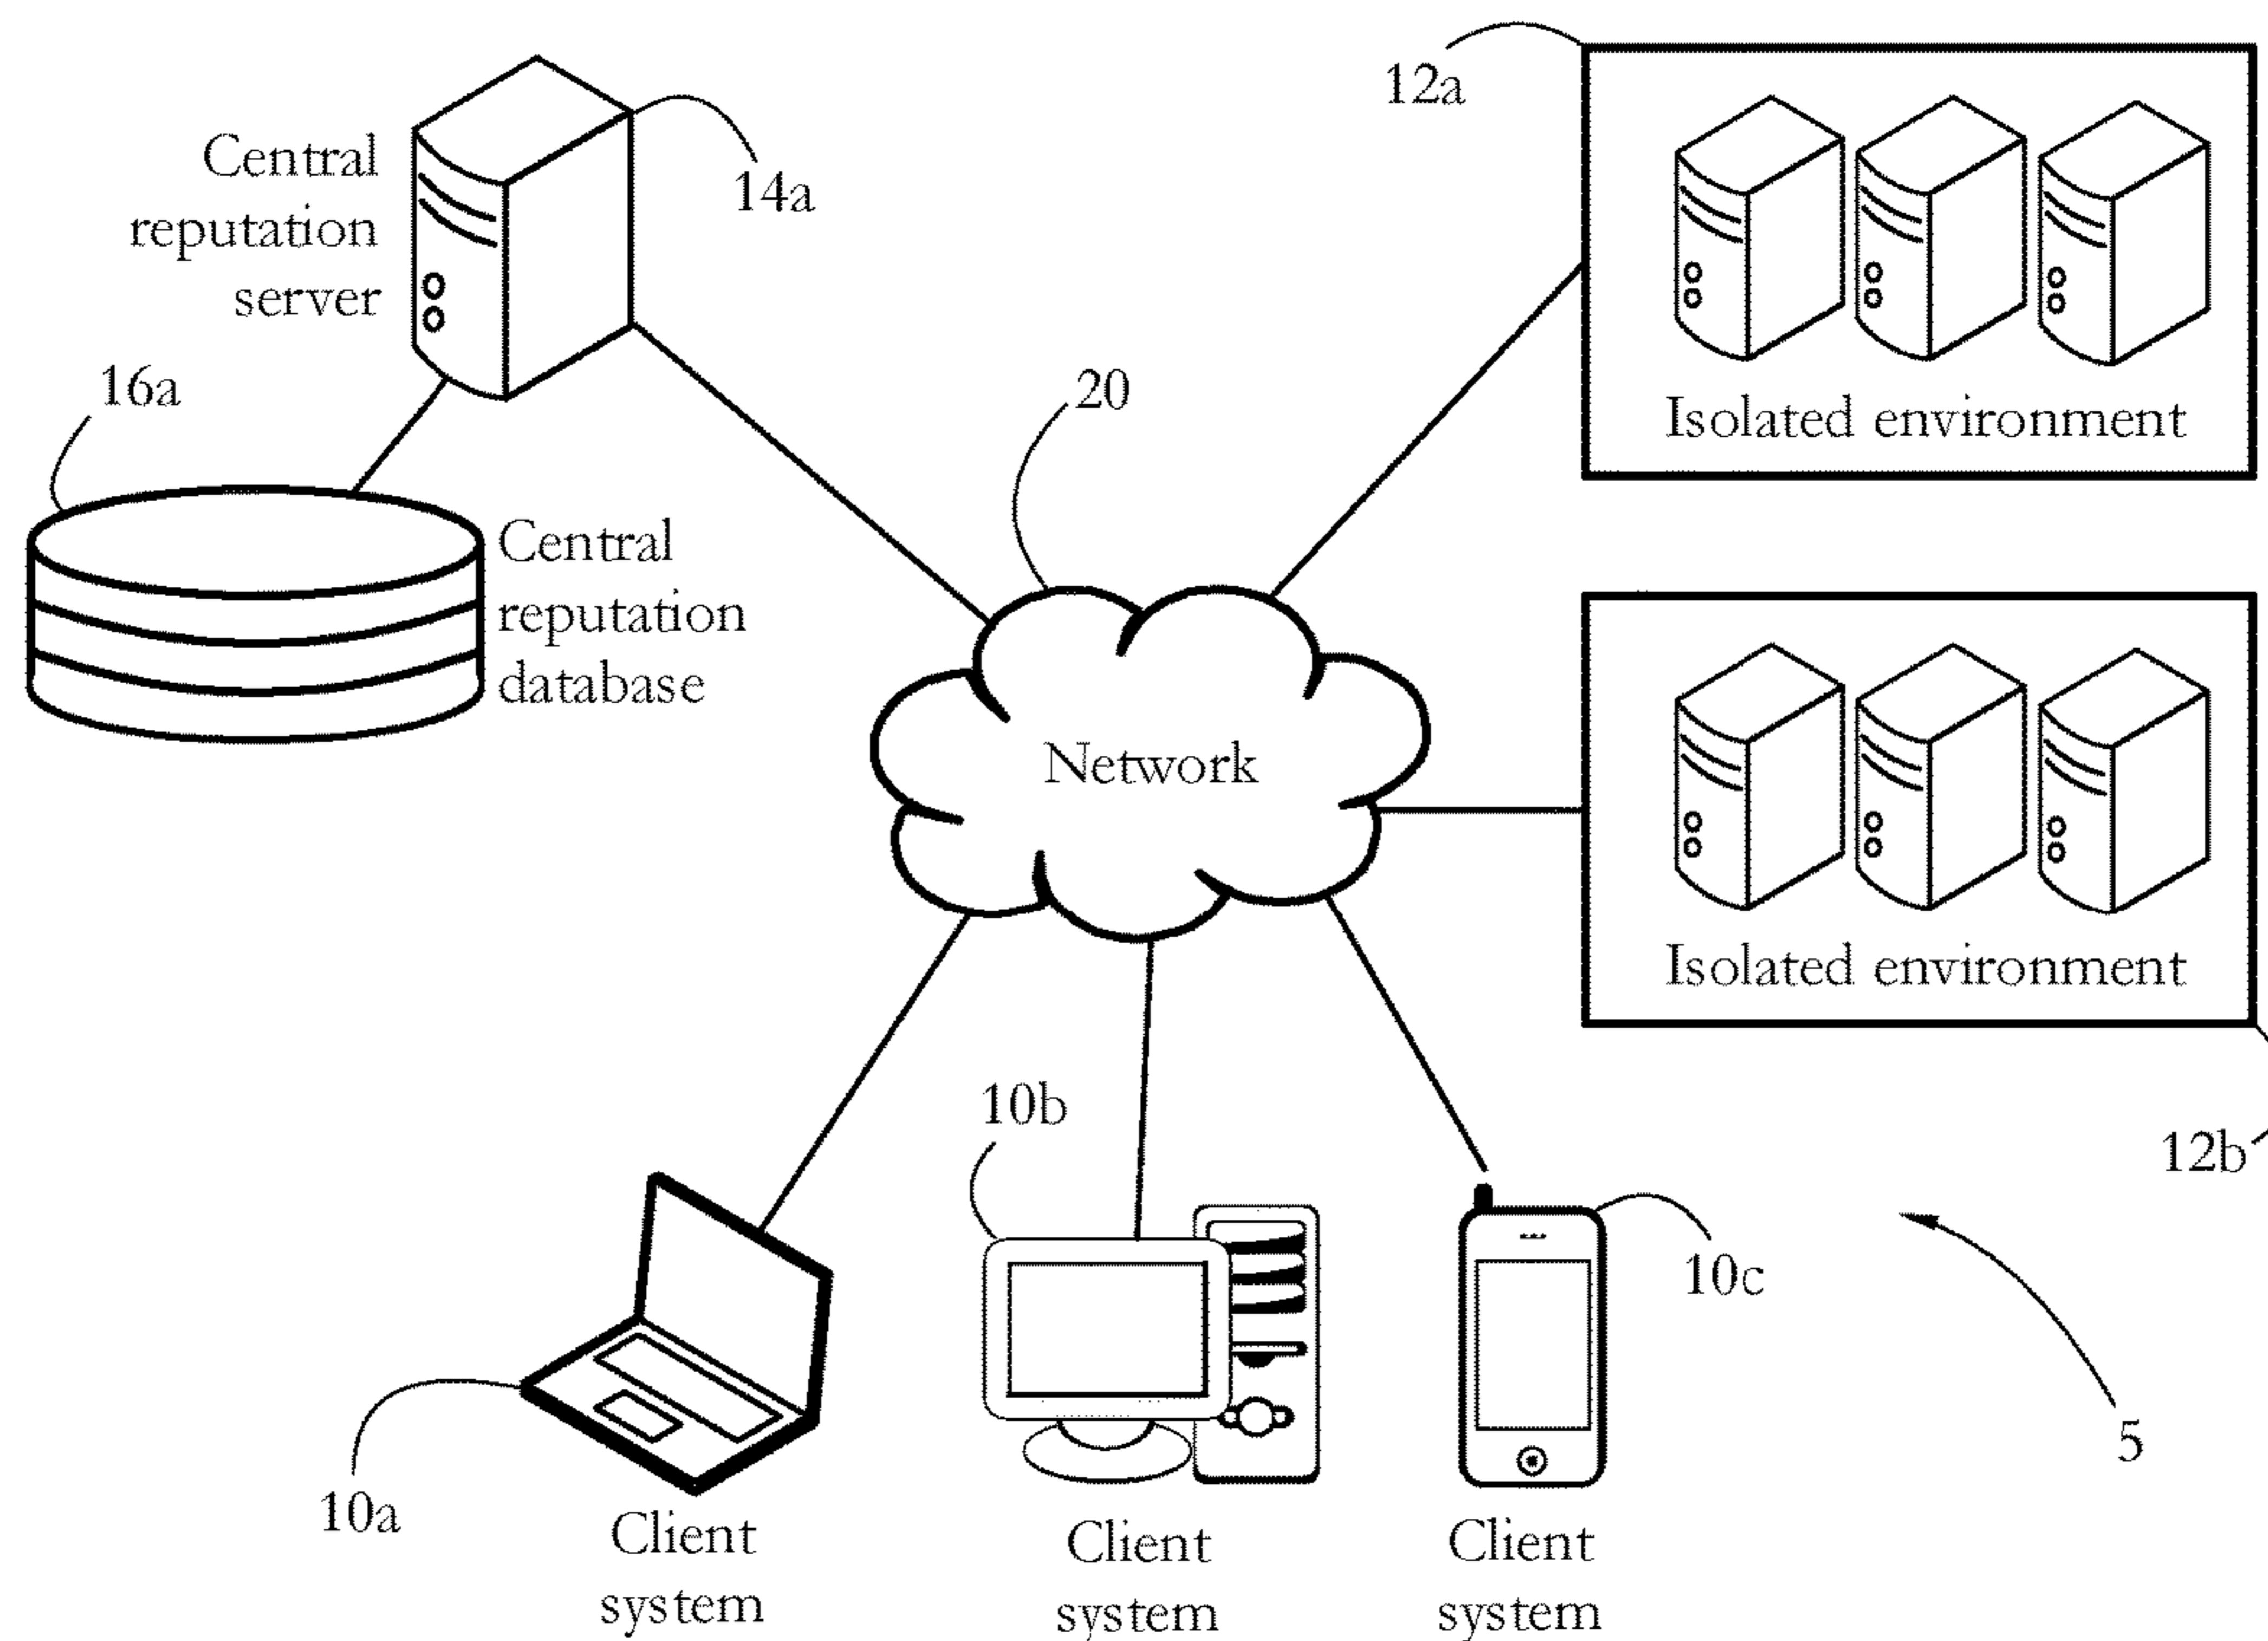 12a
Central
reputation
server
14a
Isolated environment
16a
20
Central
reputation
database
Network
Isolated environment
10b
12b
10c
5
10a
Client
system
Client
system
Client
system